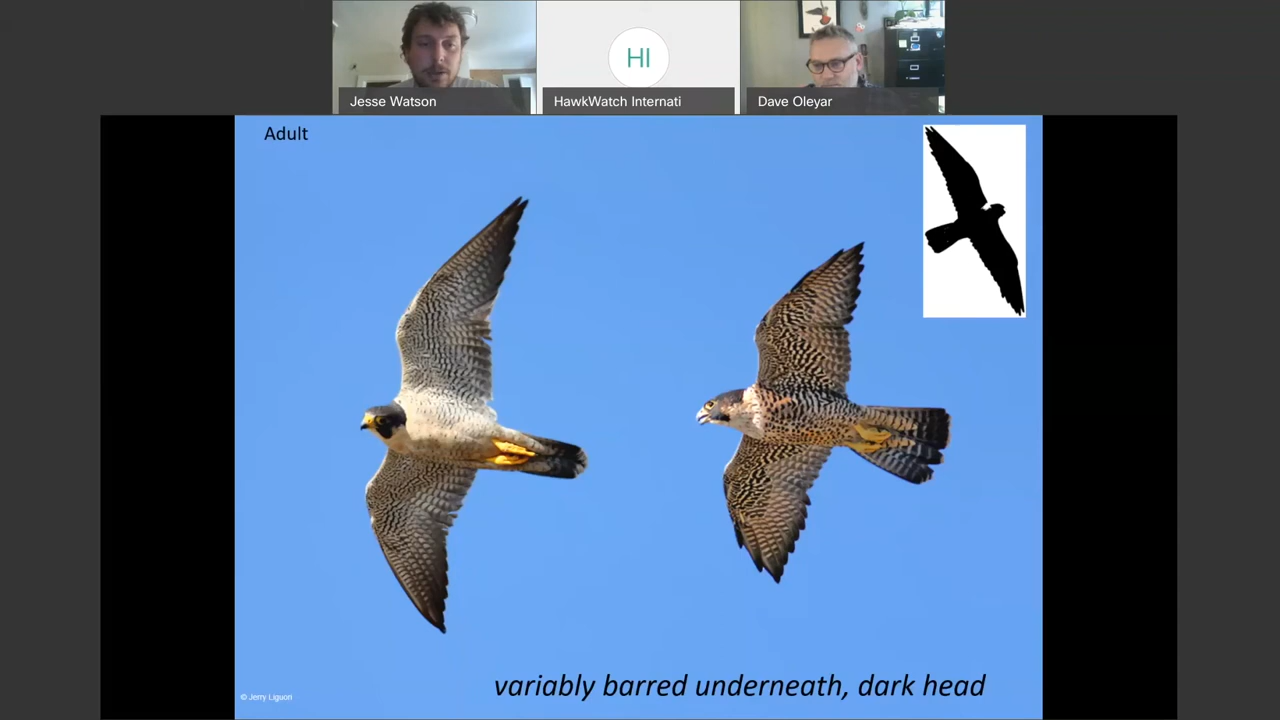 HI
Jesse Watson
HawkWatch Internati
Dave Oleyar
Adult
variably barred underneath, dark head
© Jerry Liguori